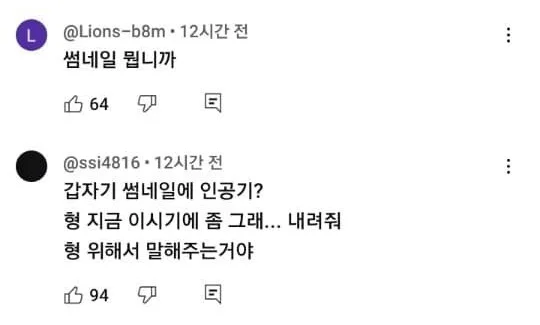 L
@Lions-b8m • 12시간 전
썸네일 뭡니까
64
@ssi4816 • 12시간 전
갑자기 썸네일에 인공기?
형 지금 이시기에 좀 그래... 내려줘
형 위해서 말해주는거야
94